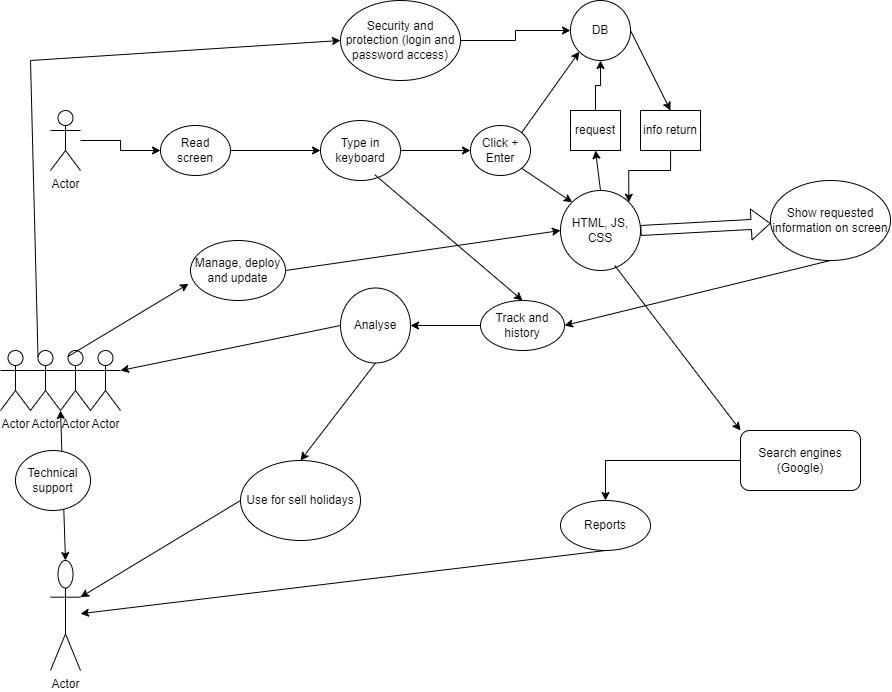 Security and
protection (login and
password access)
DB
request
info return
Actor
Read
screen
Type in
keyboard
Click +
Enter
HTML, JS,
CSS
Show requested
information on screen
Manage, deploy
and update
Analyse
Track and
history
Actor
Actor
Actor
Actor
Technical
support
Use for sell holidays
Search engines
(Google)
Reports
Actor